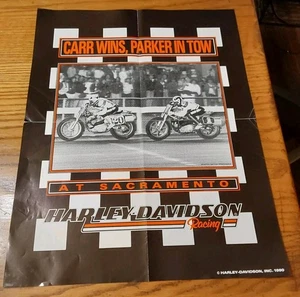 CARR WINS, PARKER IN TOW
AT SACRAMENTO
HARLEY-DAVIDSON
Racing
© HARLEY-DAVIDSON, INC. 1990